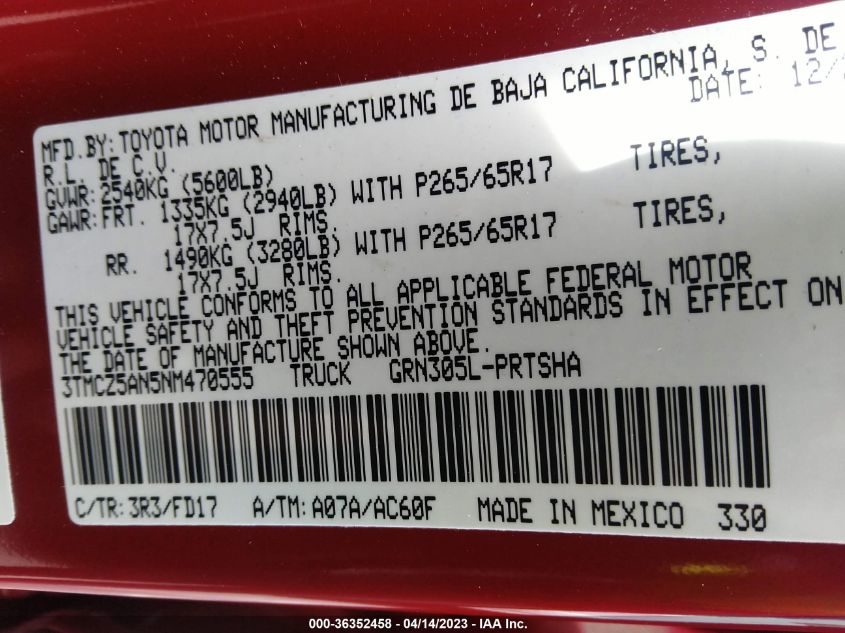 MFD.BY:TOYOTA MOTOR MANUFACTURING DE BAJA CALIFORNIA, S. DE
R.L. DE C.V. DATE: 12/
GVWR:2540KG (5600LB)
GAWR:FRT. 1335KG (2940LB) WITH P265/65R17 TIRES,
17X7.5J RIMS.
RR. 1490KG (3280LB) WITH P265/65R17 TIRES,
17X7.5J RIMS.
THIS VEHICLE CONFORMS TO ALL APPLICABLE FEDERAL MOTOR
VEHICLE SAFETY AND THEFT PREVENTION STANDARDS IN EFFECT ON
THE DATE OF MANUFACTURE SHOWN ABOVE.
3TMCZ5AN5NM470555 TRUCK GRN305L-PRTSHA
C/TR:3R3/FD17 A/TM:A07A/AC60F MADE IN MEXICO 330
000-36352458 - 04/14/2023 - IAA Inc.